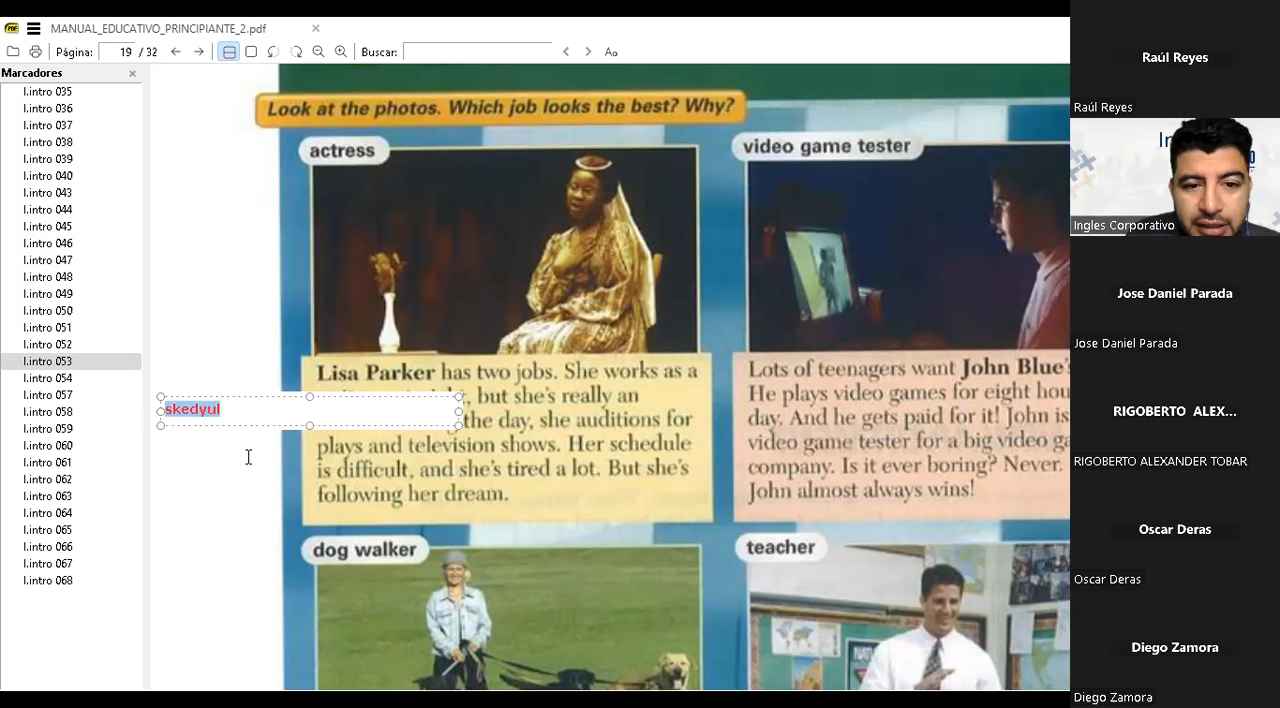 MANUAL_EDUCATIVO_PRINCIPIANTE_2.pdf
Página: 19 / 32 Buscar:
Marcadores
I.intro 035
I.intro 036
I.intro 037
I.intro 038
I.intro 039
I.intro 040
I.intro 043
I.intro 044
I.intro 045
I.intro 046
I.intro 047
I.intro 048
I.intro 049
I.intro 050
I.intro 051
I.intro 052
I.intro 053
I.intro 054
I.intro 057
I.intro 058
I.intro 059
I.intro 060
I.intro 061
I.intro 062
I.intro 063
I.intro 064
I.intro 065
I.intro 066
I.intro 067
I.intro 068
Look at the photos. Which job looks the best? Why?
actress
Lisa Parker has two jobs. She works as a
, but she's really an
the day, she auditions for
plays and television shows. Her schedule
is difficult, and she's tired a lot. But she's
following her dream.
skedyul
video game tester
Lots of teenagers want John Blue's
He plays video games for eight hou
day. And he gets paid for it! John is
video game tester for a big video ga
company. Is it ever boring? Never.
John almost always wins!
dog walker
teacher
Raúl Reyes
Raúl Reyes
Ingles Corporativo
Jose Daniel Parada
Jose Daniel Parada
RIGOBERTO ALEX...
RIGOBERTO ALEXANDER TOBAR
Oscar Deras
Oscar Deras
Diego Zamora
Diego Zamora